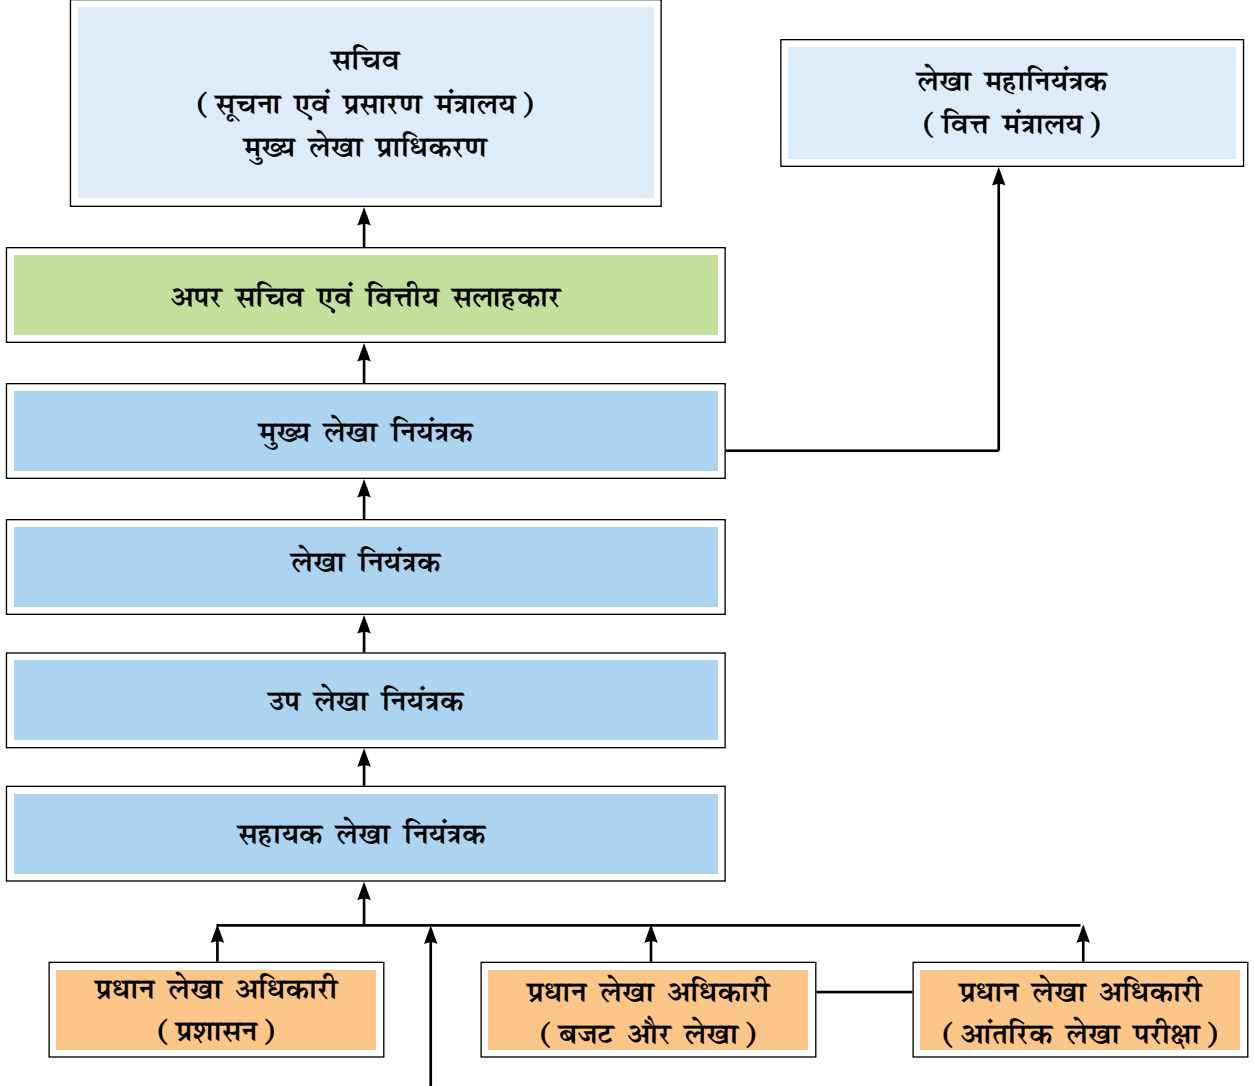 सचिव
(सूचना एवं प्रसारण मंत्रालय)
मुख्य लेखा प्राधिकरण
लेखा महानियंत्रक
(वित्त मंत्रालय)
अपर सचिव एवं वित्तीय सलाहकार
मुख्य लेखा नियंत्रक
लेखा नियंत्रक
उप लेखा नियंत्रक
सहायक लेखा नियंत्रक
प्रधान लेखा अधिकारी
(प्रशासन)
प्रधान लेखा अधिकारी
(बजट और लेखा)
प्रधान लेखा अधिकारी
(आंतरिक लेखा परीक्षा)